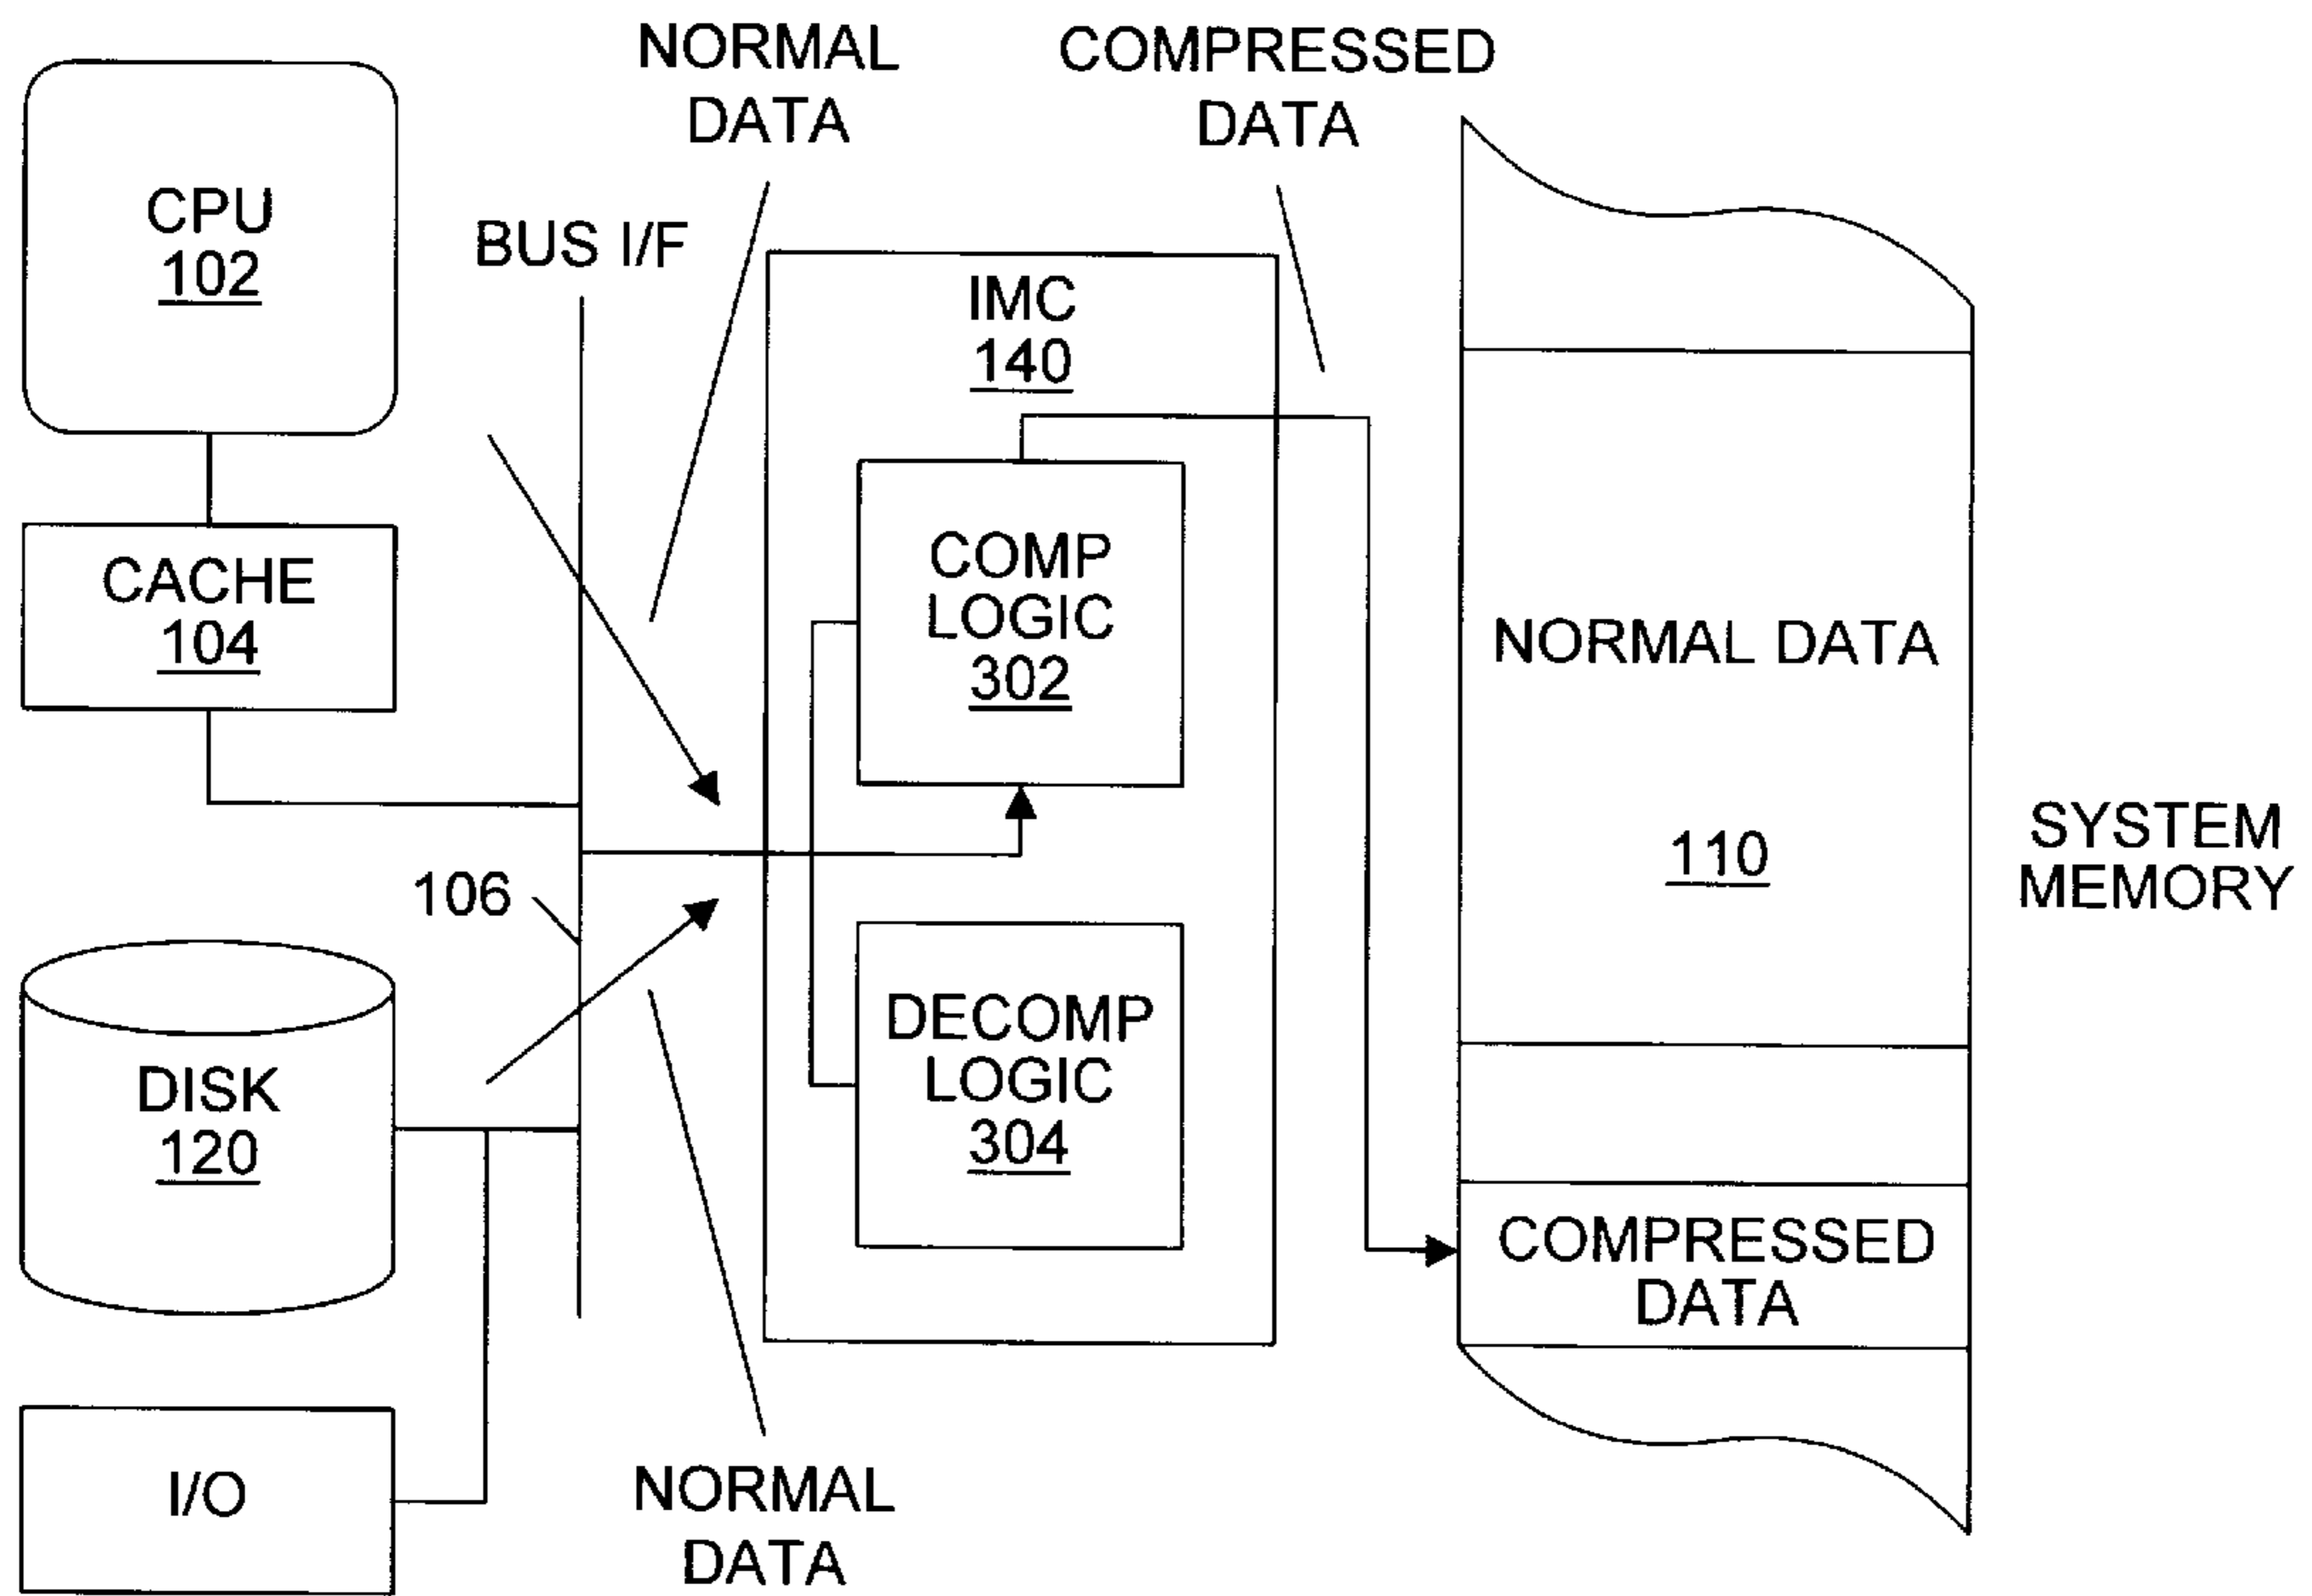 NORMAL
DATA
COMPRESSED
DATA
CPU
102
BUS I/F
IMC
140
CACHE
104
COMP
LOGIC
302
NORMAL DATA
110
SYSTEM
MEMORY
106
DISK
120
DECOMP
LOGIC
304
COMPRESSED
DATA
I/O
NORMAL
DATA